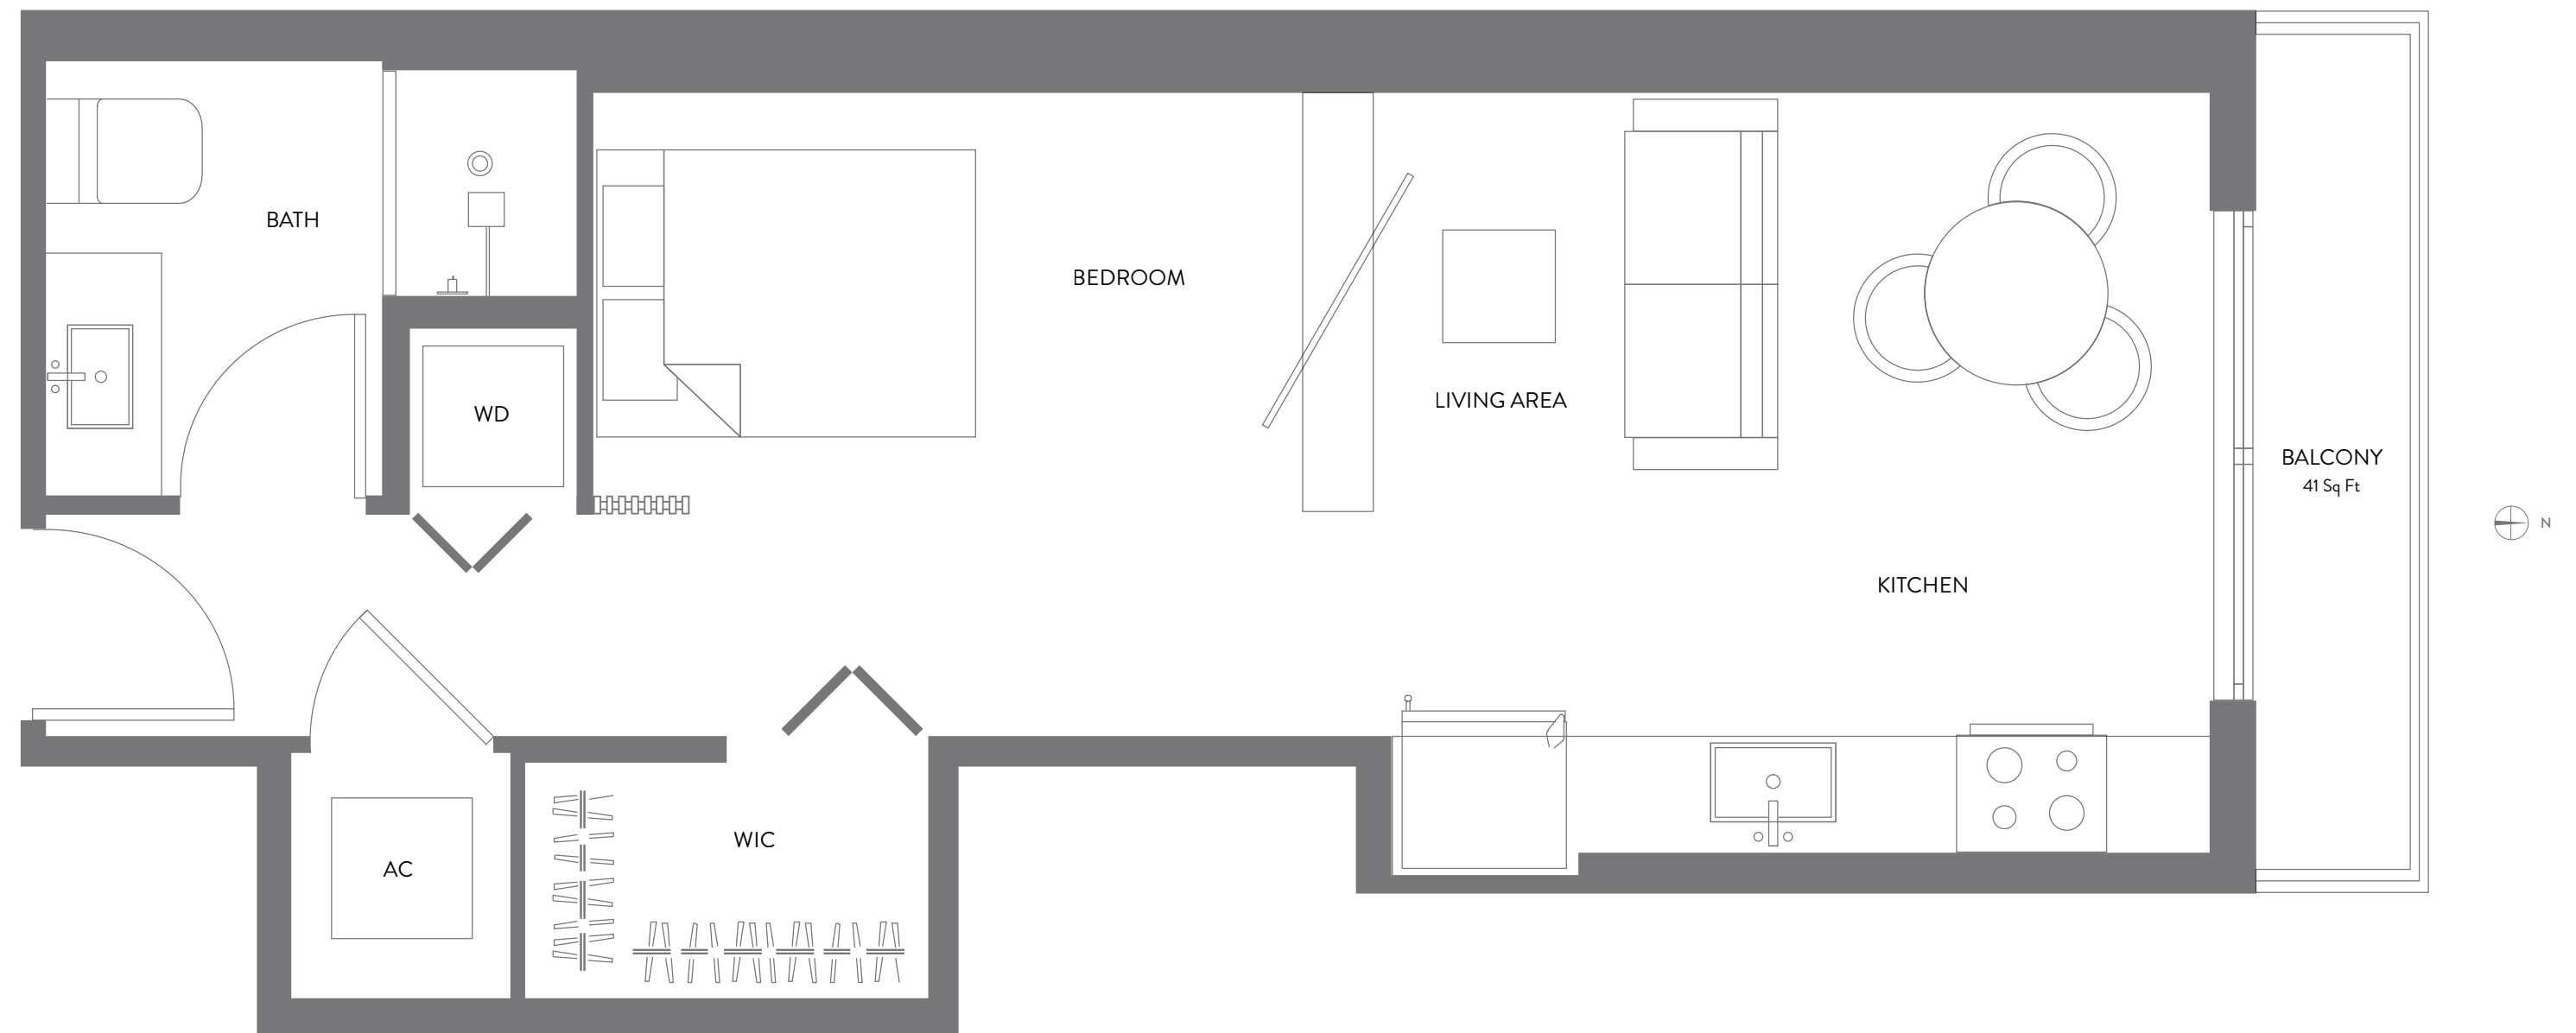 BATH
WD
BEDROOM
LIVING AREA
KITCHEN
BALCONY
41 Sq Ft
N
WIC
AC